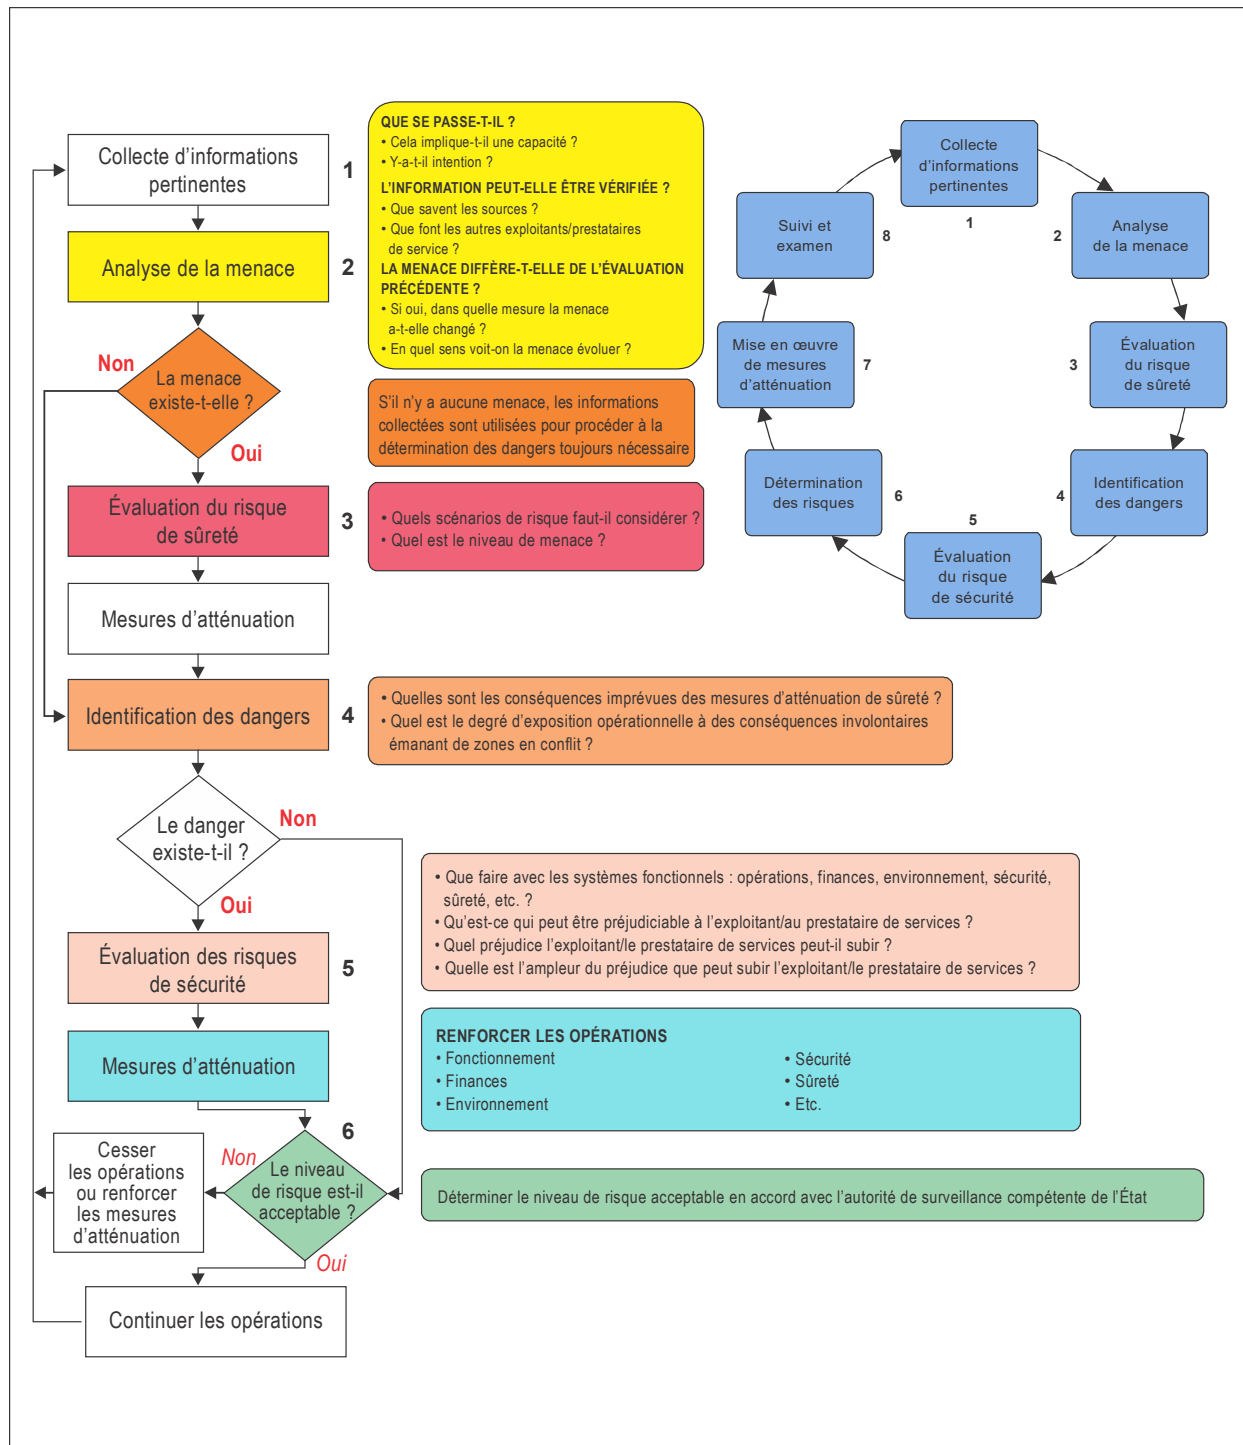 Collecte d'informations
pertinentes
1
Analyse de la menace
2
Non
La menace
existe-t-elle ?
Oui
Évaluation du risque
de sûreté
3
Mesures d'atténuation
Identification des dangers
4
Le danger
existe-t-il ?
Non
Oui
Évaluation des risques
de sécurité
5
Mesures d'atténuation
6
Le niveau
de risque est-il
acceptable ?
Non
Cesser
les opérations
ou renforcer
les mesures
d'atténuation
Oui
Continuer les opérations
QUE SE PASSE-T-IL ?
• Cela implique-t-il une capacité ?
• Y-a-t-il intention ?
L'INFORMATION PEUT-ELLE ÊTRE VÉRIFIÉE ?
• Que savent les sources ?
• Que font les autres exploitants/prestataires
de service ?
LA MENACE DIFFÈRE-T-ELLE DE L'ÉVALUATION
PRÉCÉDENTE ?
• Si oui, dans quelle mesure la menace
a-t-elle changé ?
• En quel sens voit-on la menace évoluer ?
S'il n'y a aucune menace, les informations
collectées sont utilisées pour procéder à la
détermination des dangers toujours nécessaire
• Quels scénarios de risque faut-il considérer ?
• Quel est le niveau de menace ?
• Quelles sont les conséquences imprévues des mesures d'atténuation de sûreté ?
• Quel est le degré d'exposition opérationnelle à des conséquences involontaires
émanant de zones en conflit ?
• Que faire avec les systèmes fonctionnels : opérations, finances, environnement, sécurité,
sûreté, etc. ?
• Qu'est-ce qui peut être préjudiciable à l'exploitant/au prestataire de services ?
• Quel préjudice l'exploitant/le prestataire de services peut-il subir ?
• Quelle est l'ampleur du préjudice que peut subir l'exploitant/le prestataire de services ?
RENFORCER LES OPÉRATIONS
• Fonctionnement
• Finances
• Environnement
• Sécurité
• Sûreté
• Etc.
Déterminer le niveau de risque acceptable en accord avec l'autorité de surveillance compétente de l'État
Collecte
d'informations
pertinentes
1
Analyse
de la menace
2
Évaluation
du risque
de sûreté
3
Identification
des dangers
4
5
Évaluation
du risque
de sécurité
Détermination
des risques
6
Mise en œuvre
de mesures
d'atténuation
7
Suivi et
examen
8